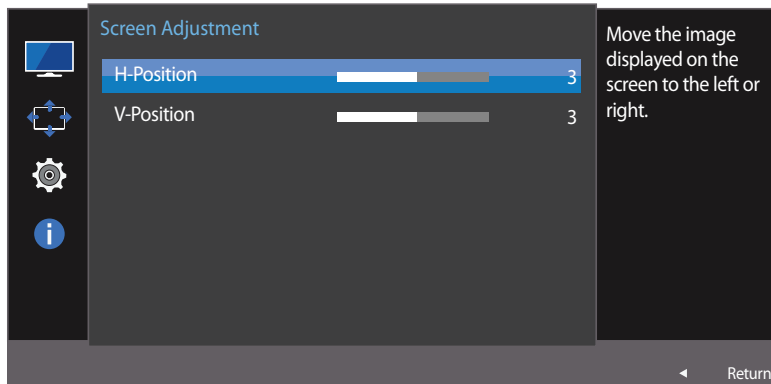 Screen Adjustment
H-Position 3
V-Position 3
Move the image
displayed on the
screen to the left or
right.
i
Return